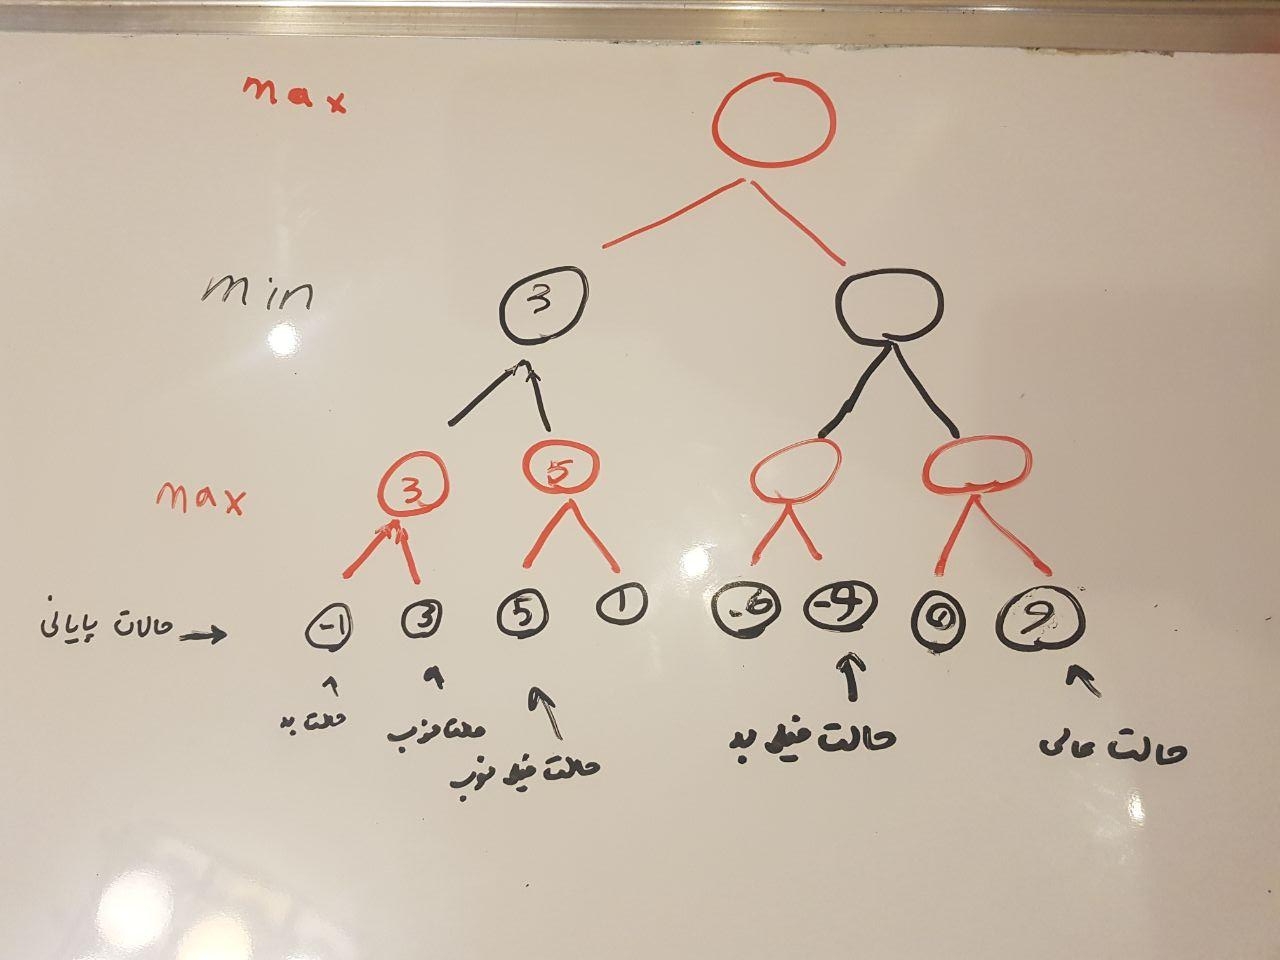 max
min
3
max
3
5
حالات پایانی
-1
3
5
1
-6
-4
9
حالت بد
حالت خوب
حالت خیلی خوب
حالت خیلی بد
حالت عالی